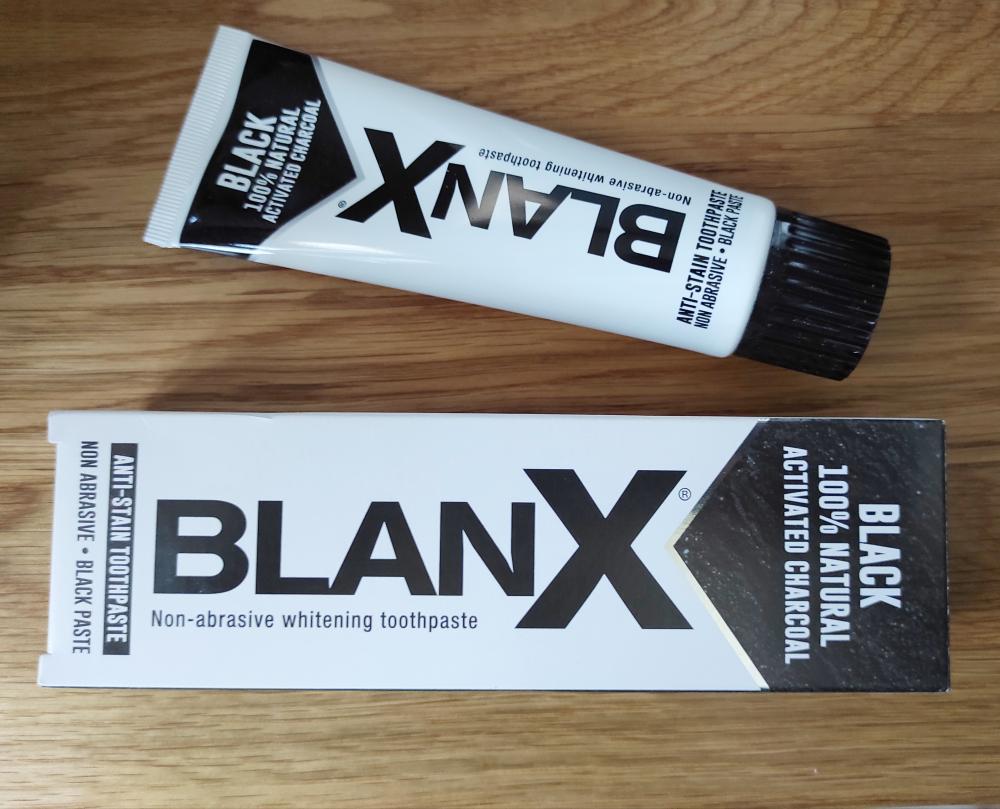 BLACK
100% NATURAL
ACTIVATED CHARCOAL
BLANX®
Non-abrasive whitening toothpaste
ANTI-STAIN TOOTHPASTE
NON ABRASIVE • BLACK PASTE
ANTI-STAIN TOOTHPASTE
NON ABRASIVE • BLACK PASTE
BLANX®
Non-abrasive whitening toothpaste
BLACK
100% NATURAL
ACTIVATED CHARCOAL